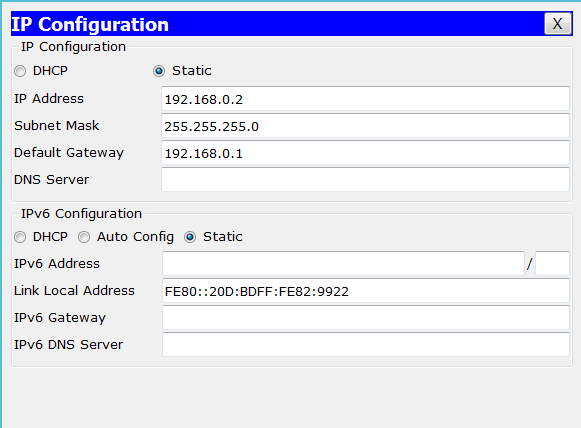 IP Configuration X
IP Configuration
DHCP Static
IP Address 192.168.0.2
Subnet Mask 255.255.255.0
Default Gateway 192.168.0.1
DNS Server
IPv6 Configuration
DHCP Auto Config Static
IPv6 Address /
Link Local Address FE80::20D:BDFF:FE82:9922
IPv6 Gateway
IPv6 DNS Server